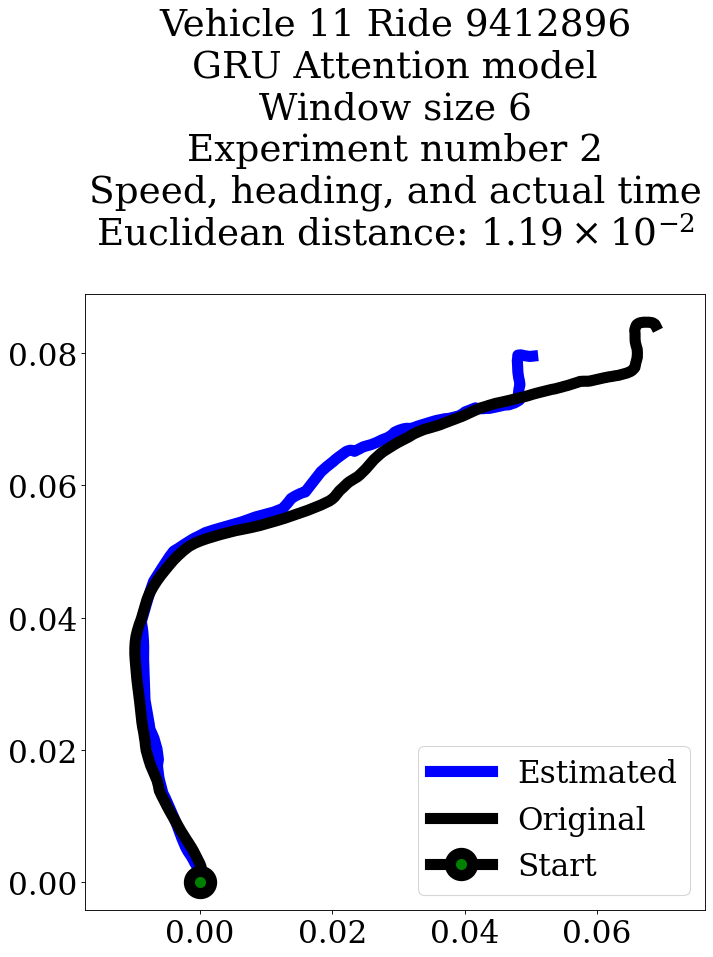 Vehicle 11 Ride 9412896
GRU Attention model
Window size 6
Experiment number 2
Speed, heading, and actual time
Euclidean distance: 1.19 × 10⁻²
0.08
0.06
0.04
0.02
0.00
Estimated
Original
Start
0.00 0.02 0.04 0.06